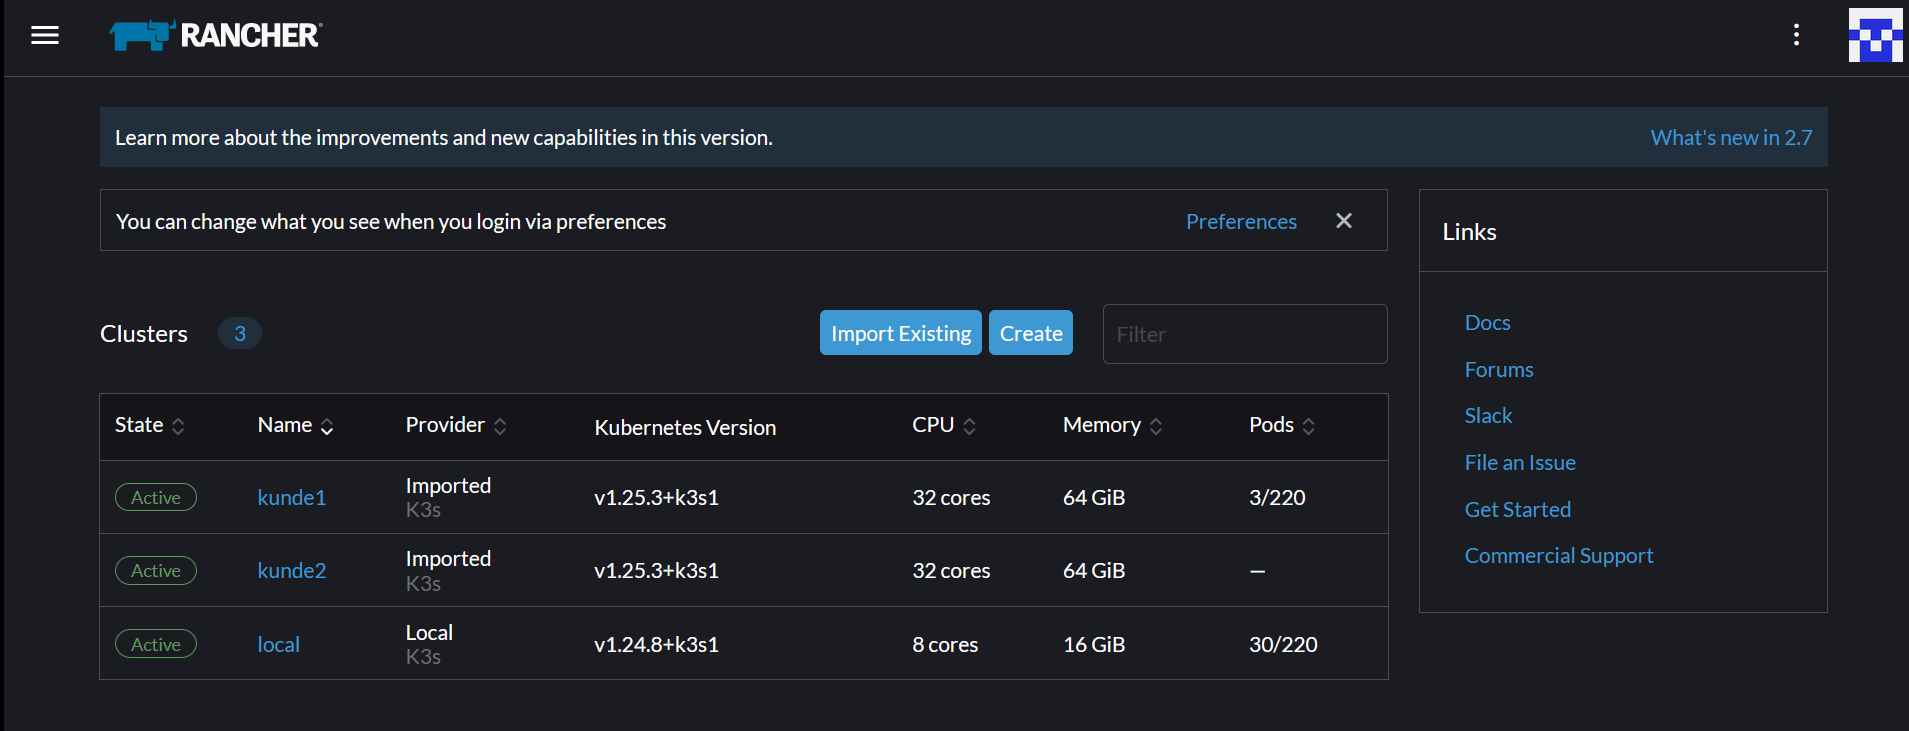 RANCHER
Learn more about the improvements and new capabilities in this version. What's new in 2.7
You can change what you see when you login via preferences Preferences ✕
Links
Docs
Forums
Slack
File an Issue
Get Started
Commercial Support
Clusters 3 Import Existing Create Filter
State Name Provider Kubernetes Version CPU Memory Pods
Active kunde1 Imported K3s v1.25.3+k3s1 32 cores 64 GiB 3/220
Active kunde2 Imported K3s v1.25.3+k3s1 32 cores 64 GiB —
Active local Local K3s v1.24.8+k3s1 8 cores 16 GiB 30/220